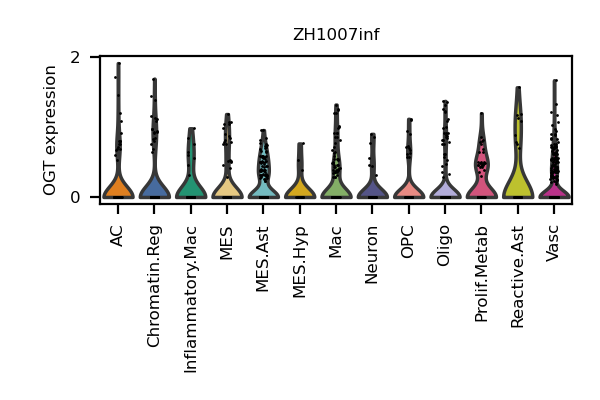 ZH1007inf
OGT expression
2
0
AC
Chromatin.Reg
Inflammatory.Mac
MES
MES.Ast
MES.Hyp
Mac
Neuron
OPC
Oligo
Prolif.Metab
Reactive.Ast
Vasc